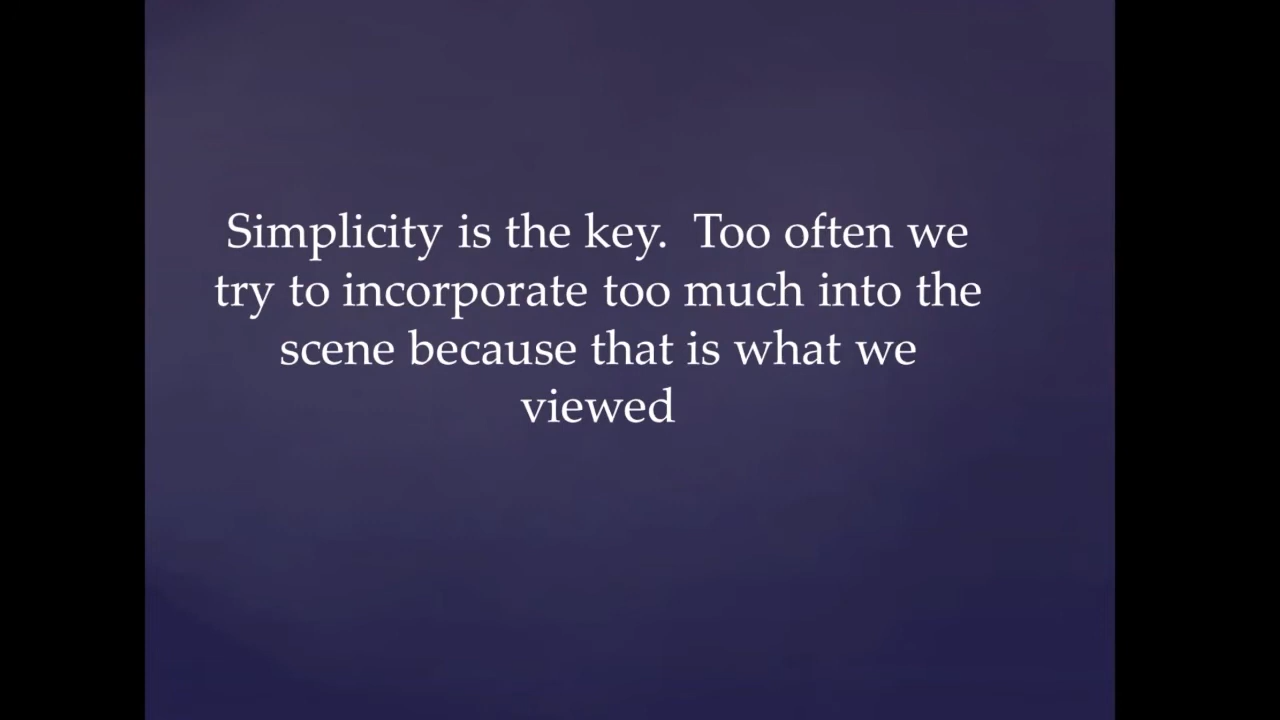 Simplicity is the key.  Too often we
try to incorporate too much into the
scene because that is what we
viewed